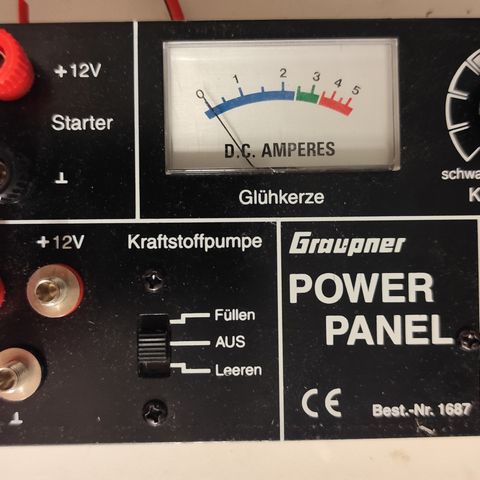 +12V
Starter
0 1 2 3 4 5
D.C. AMPERES
Glühkerze
schwa
K
+12V
Kraftstoffpumpe
Füllen
AUS
Leeren
Graupner
POWER
PANEL
CE
Best.-Nr. 1687